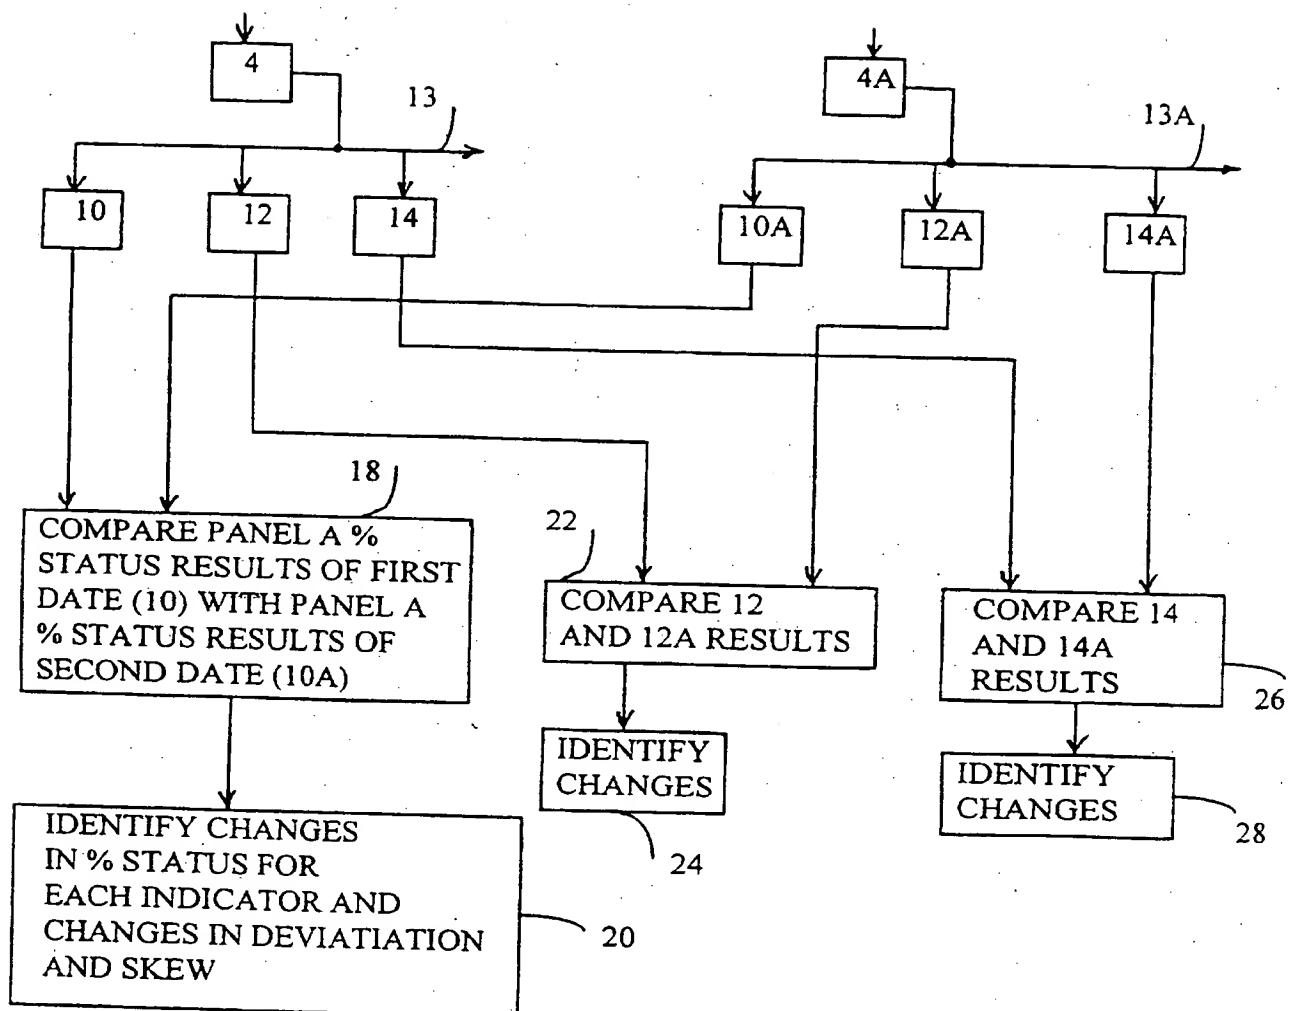 4
4A
13
13A
10
12
14
10A
12A
14A
18
COMPARE PANEL A %
STATUS RESULTS OF FIRST
DATE (10) WITH PANEL A
% STATUS RESULTS OF
SECOND DATE (10A)
22
COMPARE 12
AND 12A RESULTS
COMPARE 14
AND 14A
RESULTS
26
IDENTIFY
CHANGES
24
IDENTIFY
CHANGES
28
IDENTIFY CHANGES
IN % STATUS FOR
EACH INDICATOR AND
CHANGES IN DEVIATIATION
AND SKEW
20